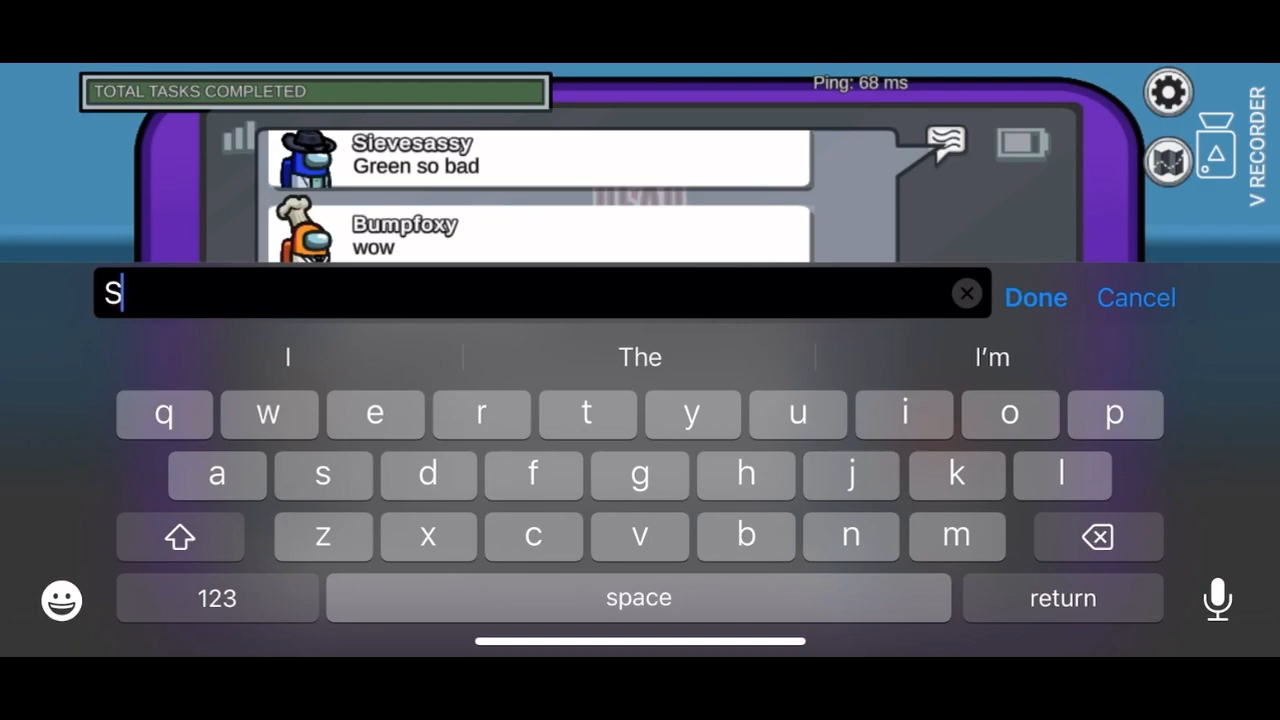 TOTAL TASKS COMPLETED
Ping: 68 ms
V RECORDER
Sievesassy
Green so bad
Bumpfoxy
wow
S
Done
Cancel
I
The
I'm
q w e r t y u i o p
a s d f g h j k l
z x c v b n m
123
space
return